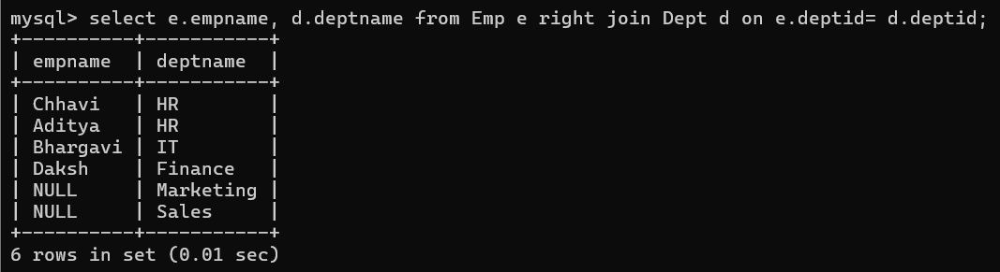 mysql> select e.empname, d.deptname from Emp e right join Dept d on e.deptid= d.deptid;
+----------+-----------+
| empname  | deptname  |
+----------+-----------+
| Chhavi   | HR        |
| Aditya   | HR        |
| Bhargavi | IT        |
| Daksh    | Finance   |
| NULL     | Marketing |
| NULL     | Sales     |
+----------+-----------+
6 rows in set (0.01 sec)